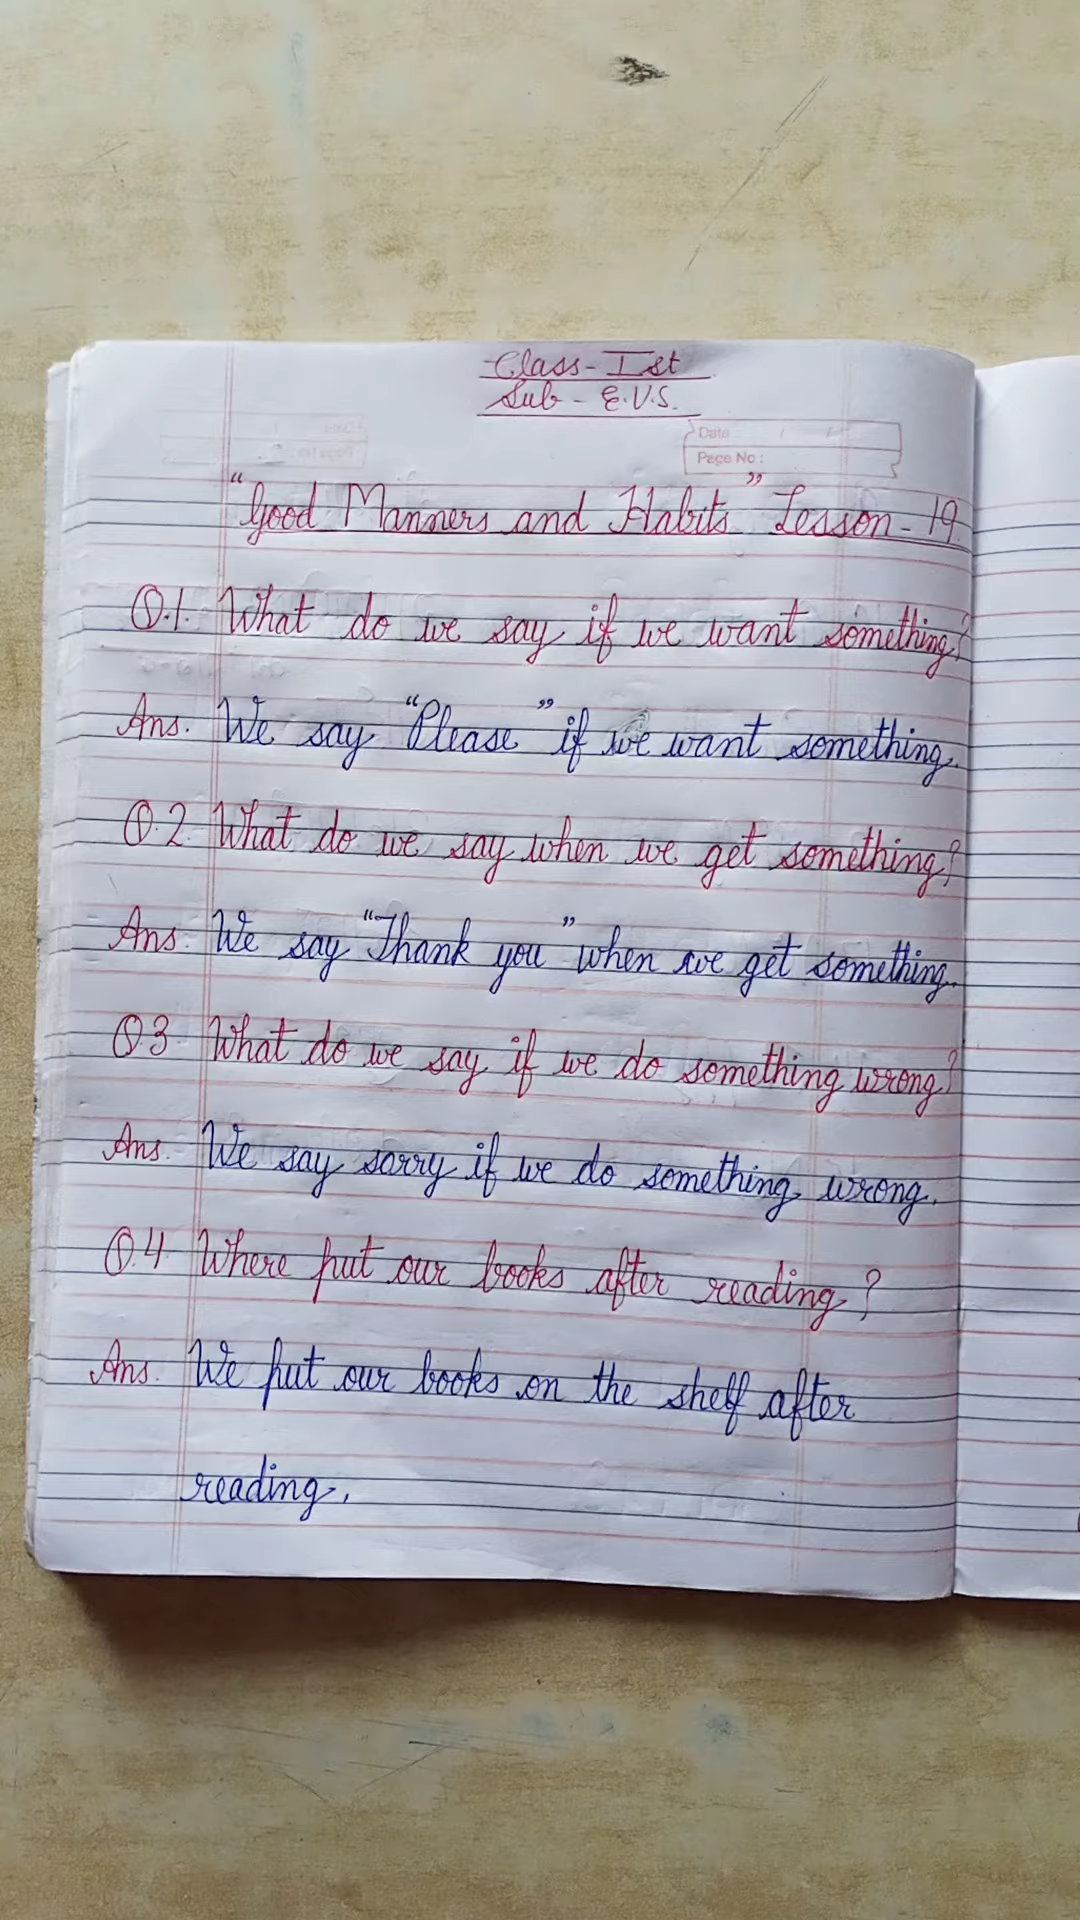 Class - Ist
Sub - E.V.S.
Date : / /
Page No :
"Good Manners and Habits" Lesson - 19.
Q.1. What do we say if we want something?
Ans. We say "Please" if we want something.
Q.2. What do we say when we get something?
Ans. We say "Thank you" when we get something.
Q.3 What do we say if we do something wrong?
Ans. We say sorry if we do something wrong.
Q.4. Where put our books after reading?
Ans. We put our books on the shelf after
reading.